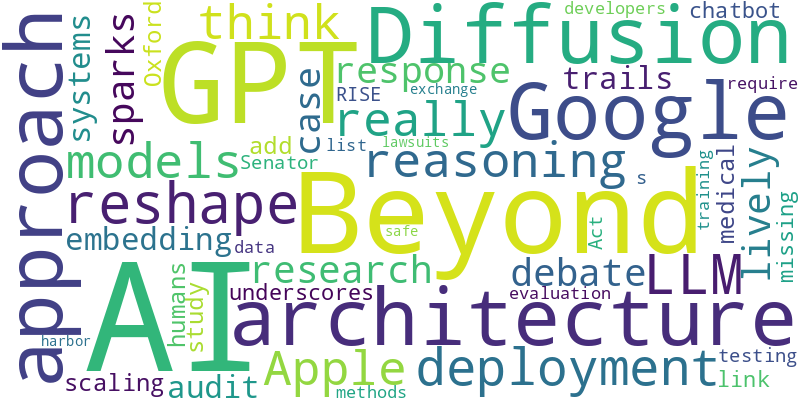 developers
chatbot
think
Diffusion
GPT
Oxford
systems
sparks
approach
case
response
RISE
exchange
trails
require
Google
really
add
list
lawsuits
Senator
models
reasoning
s
medical
training
lively
missing
reshape
Beyond
safe
Act
embedding
data
research
debate
LLM
humans
study
AI
underscores
evaluation
architecture
harbor
scaling
audit
Apple
methods
deployment
testing
link